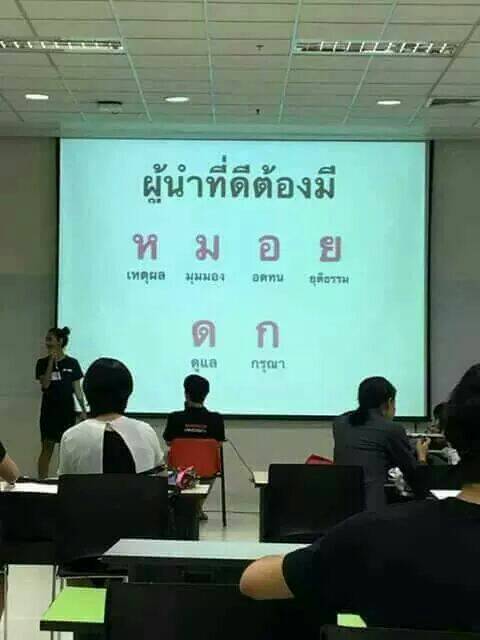 ผู้นำที่ดีต้องมี
ห ม อ ย
เหตุผล มุมมอง อดทน ยุติธรรม
ด ก
ดูแล กรุณา